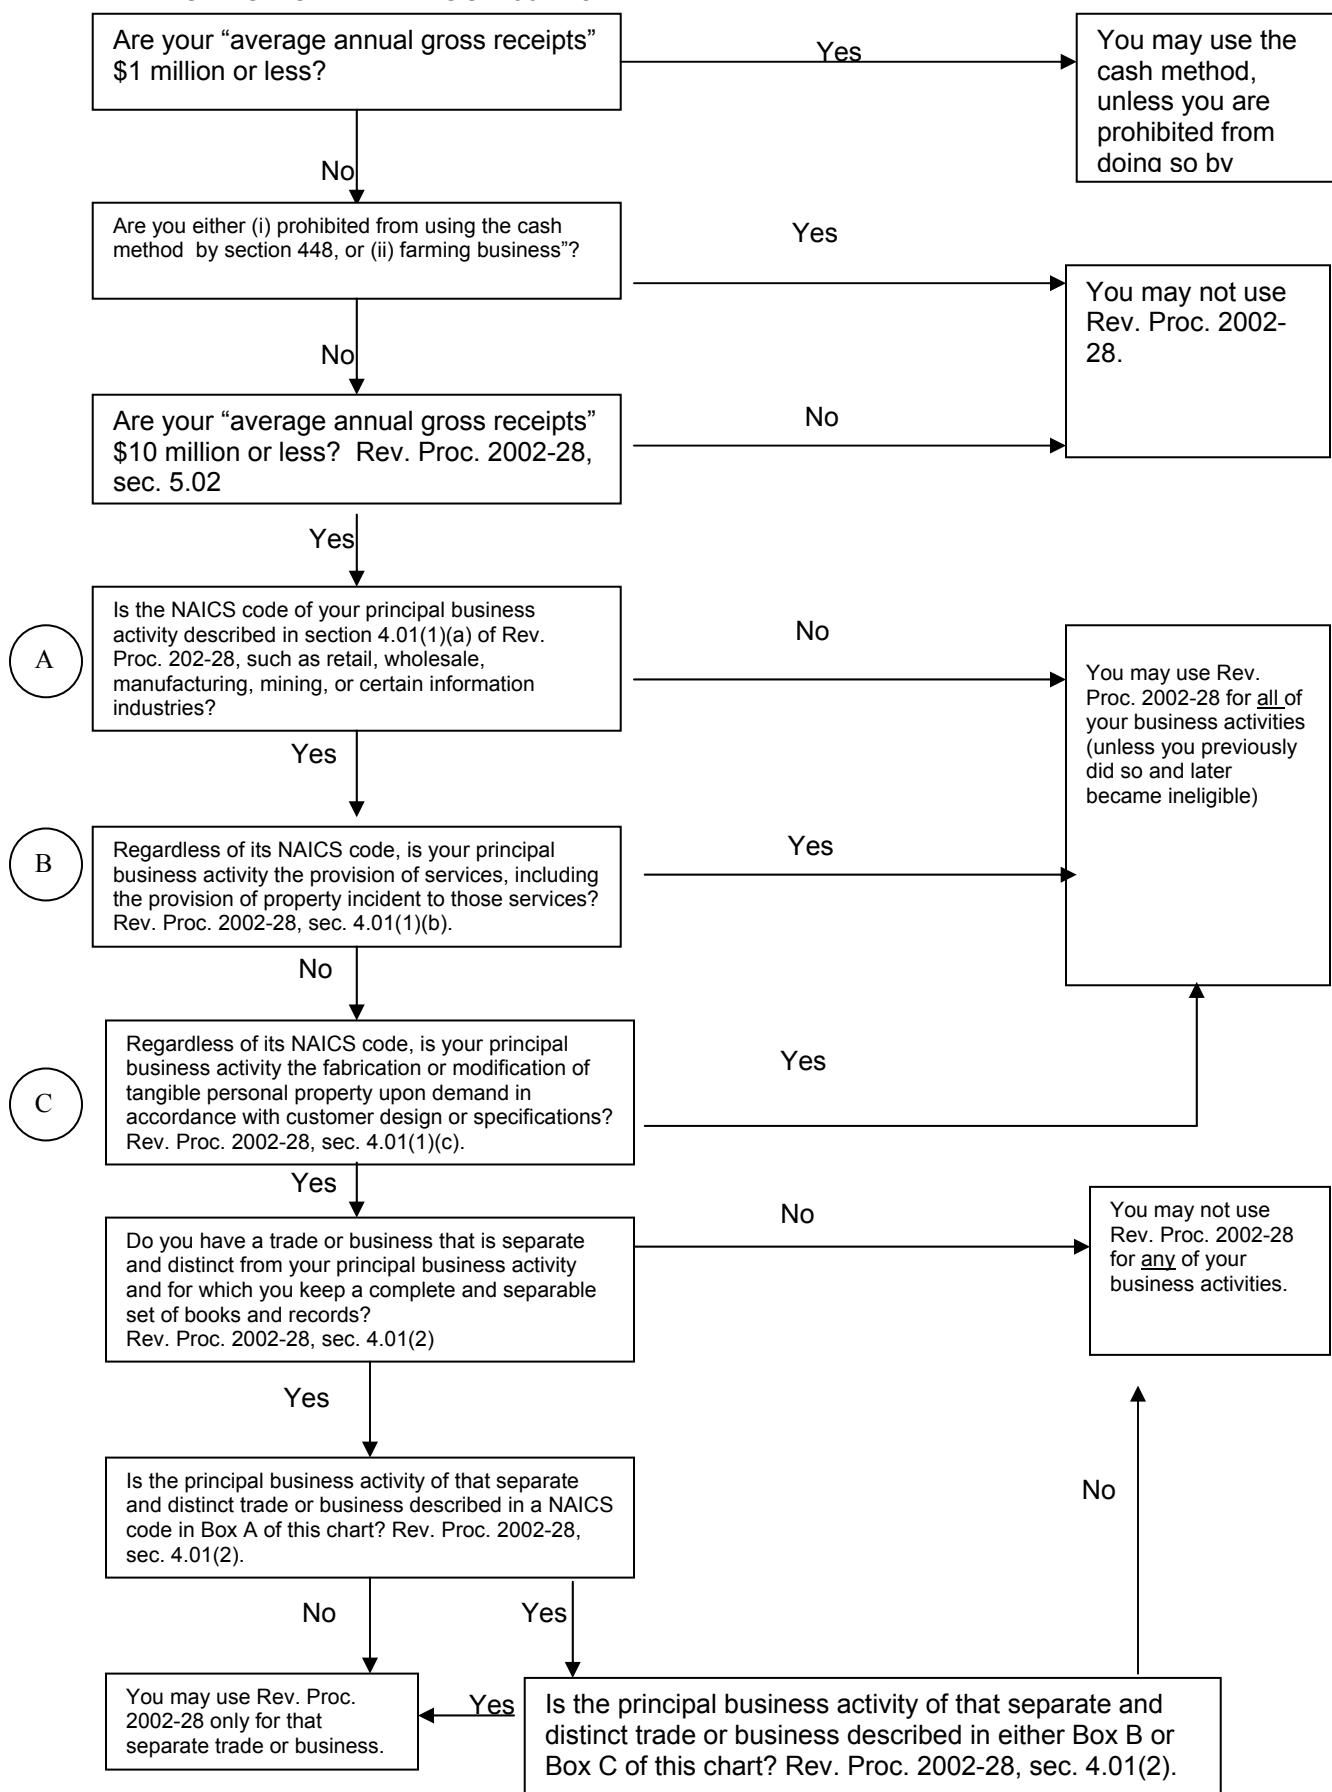 Are your “average annual gross receipts”
$1 million or less?
Yes
You may use the
cash method,
unless you are
prohibited from
doing so by
No
Are you either (i) prohibited from using the cash
method by section 448, or (ii) farming business”?
Yes
You may not use
Rev. Proc. 2002-
28.
No
Are your “average annual gross receipts”
$10 million or less? Rev. Proc. 2002-28,
sec. 5.02
No
Yes
A
Is the NAICS code of your principal business
activity described in section 4.01(1)(a) of Rev.
Proc. 202-28, such as retail, wholesale,
manufacturing, mining, or certain information
industries?
No
You may use Rev.
Proc. 2002-28 for all of
your business activities
(unless you previously
did so and later
became ineligible)
Yes
B
Regardless of its NAICS code, is your principal
business activity the provision of services, including
the provision of property incident to those services?
Rev. Proc. 2002-28, sec. 4.01(1)(b).
Yes
No
C
Regardless of its NAICS code, is your principal
business activity the fabrication or modification of
tangible personal property upon demand in
accordance with customer design or specifications?
Rev. Proc. 2002-28, sec. 4.01(1)(c).
Yes
Yes
Do you have a trade or business that is separate
and distinct from your principal business activity
and for which you keep a complete and separable
set of books and records?
Rev. Proc. 2002-28, sec. 4.01(2)
No
You may not use
Rev. Proc. 2002-28
for any of your
business activities.
Yes
Is the principal business activity of that separate
and distinct trade or business described in a NAICS
code in Box A of this chart? Rev. Proc. 2002-28,
sec. 4.01(2).
No
No
Yes
You may use Rev. Proc.
2002-28 only for that
separate trade or business.
Yes
Is the principal business activity of that separate and
distinct trade or business described in either Box B or
Box C of this chart? Rev. Proc. 2002-28, sec. 4.01(2).